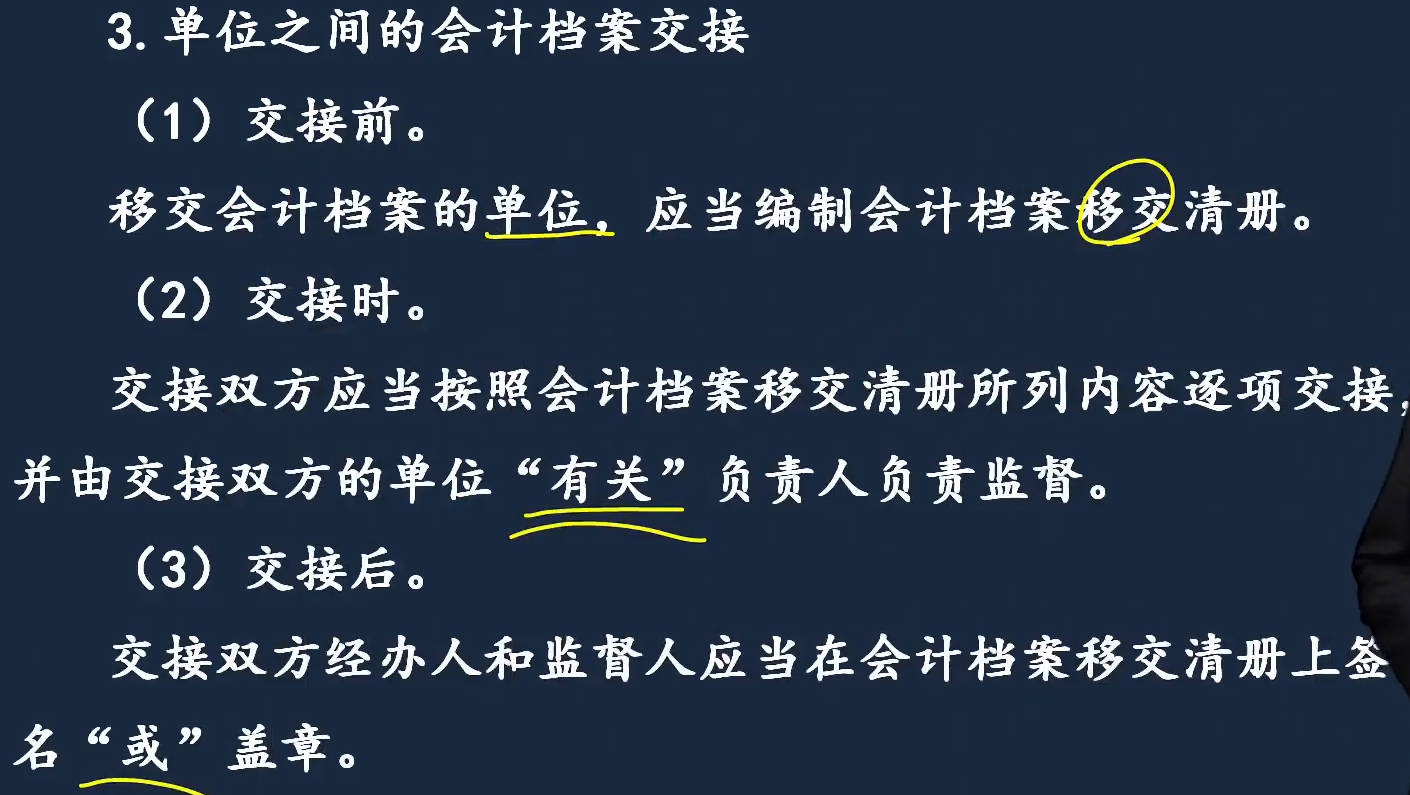 3.单位之间的会计档案交接
（1）交接前。
移交会计档案的单位，应当编制会计档案移交清册。
（2）交接时。
交接双方应当按照会计档案移交清册所列内容逐项交接，
并由交接双方的单位“有关”负责人负责监督。
（3）交接后。
交接双方经办人和监督人应当在会计档案移交清册上签
名“或”盖章。